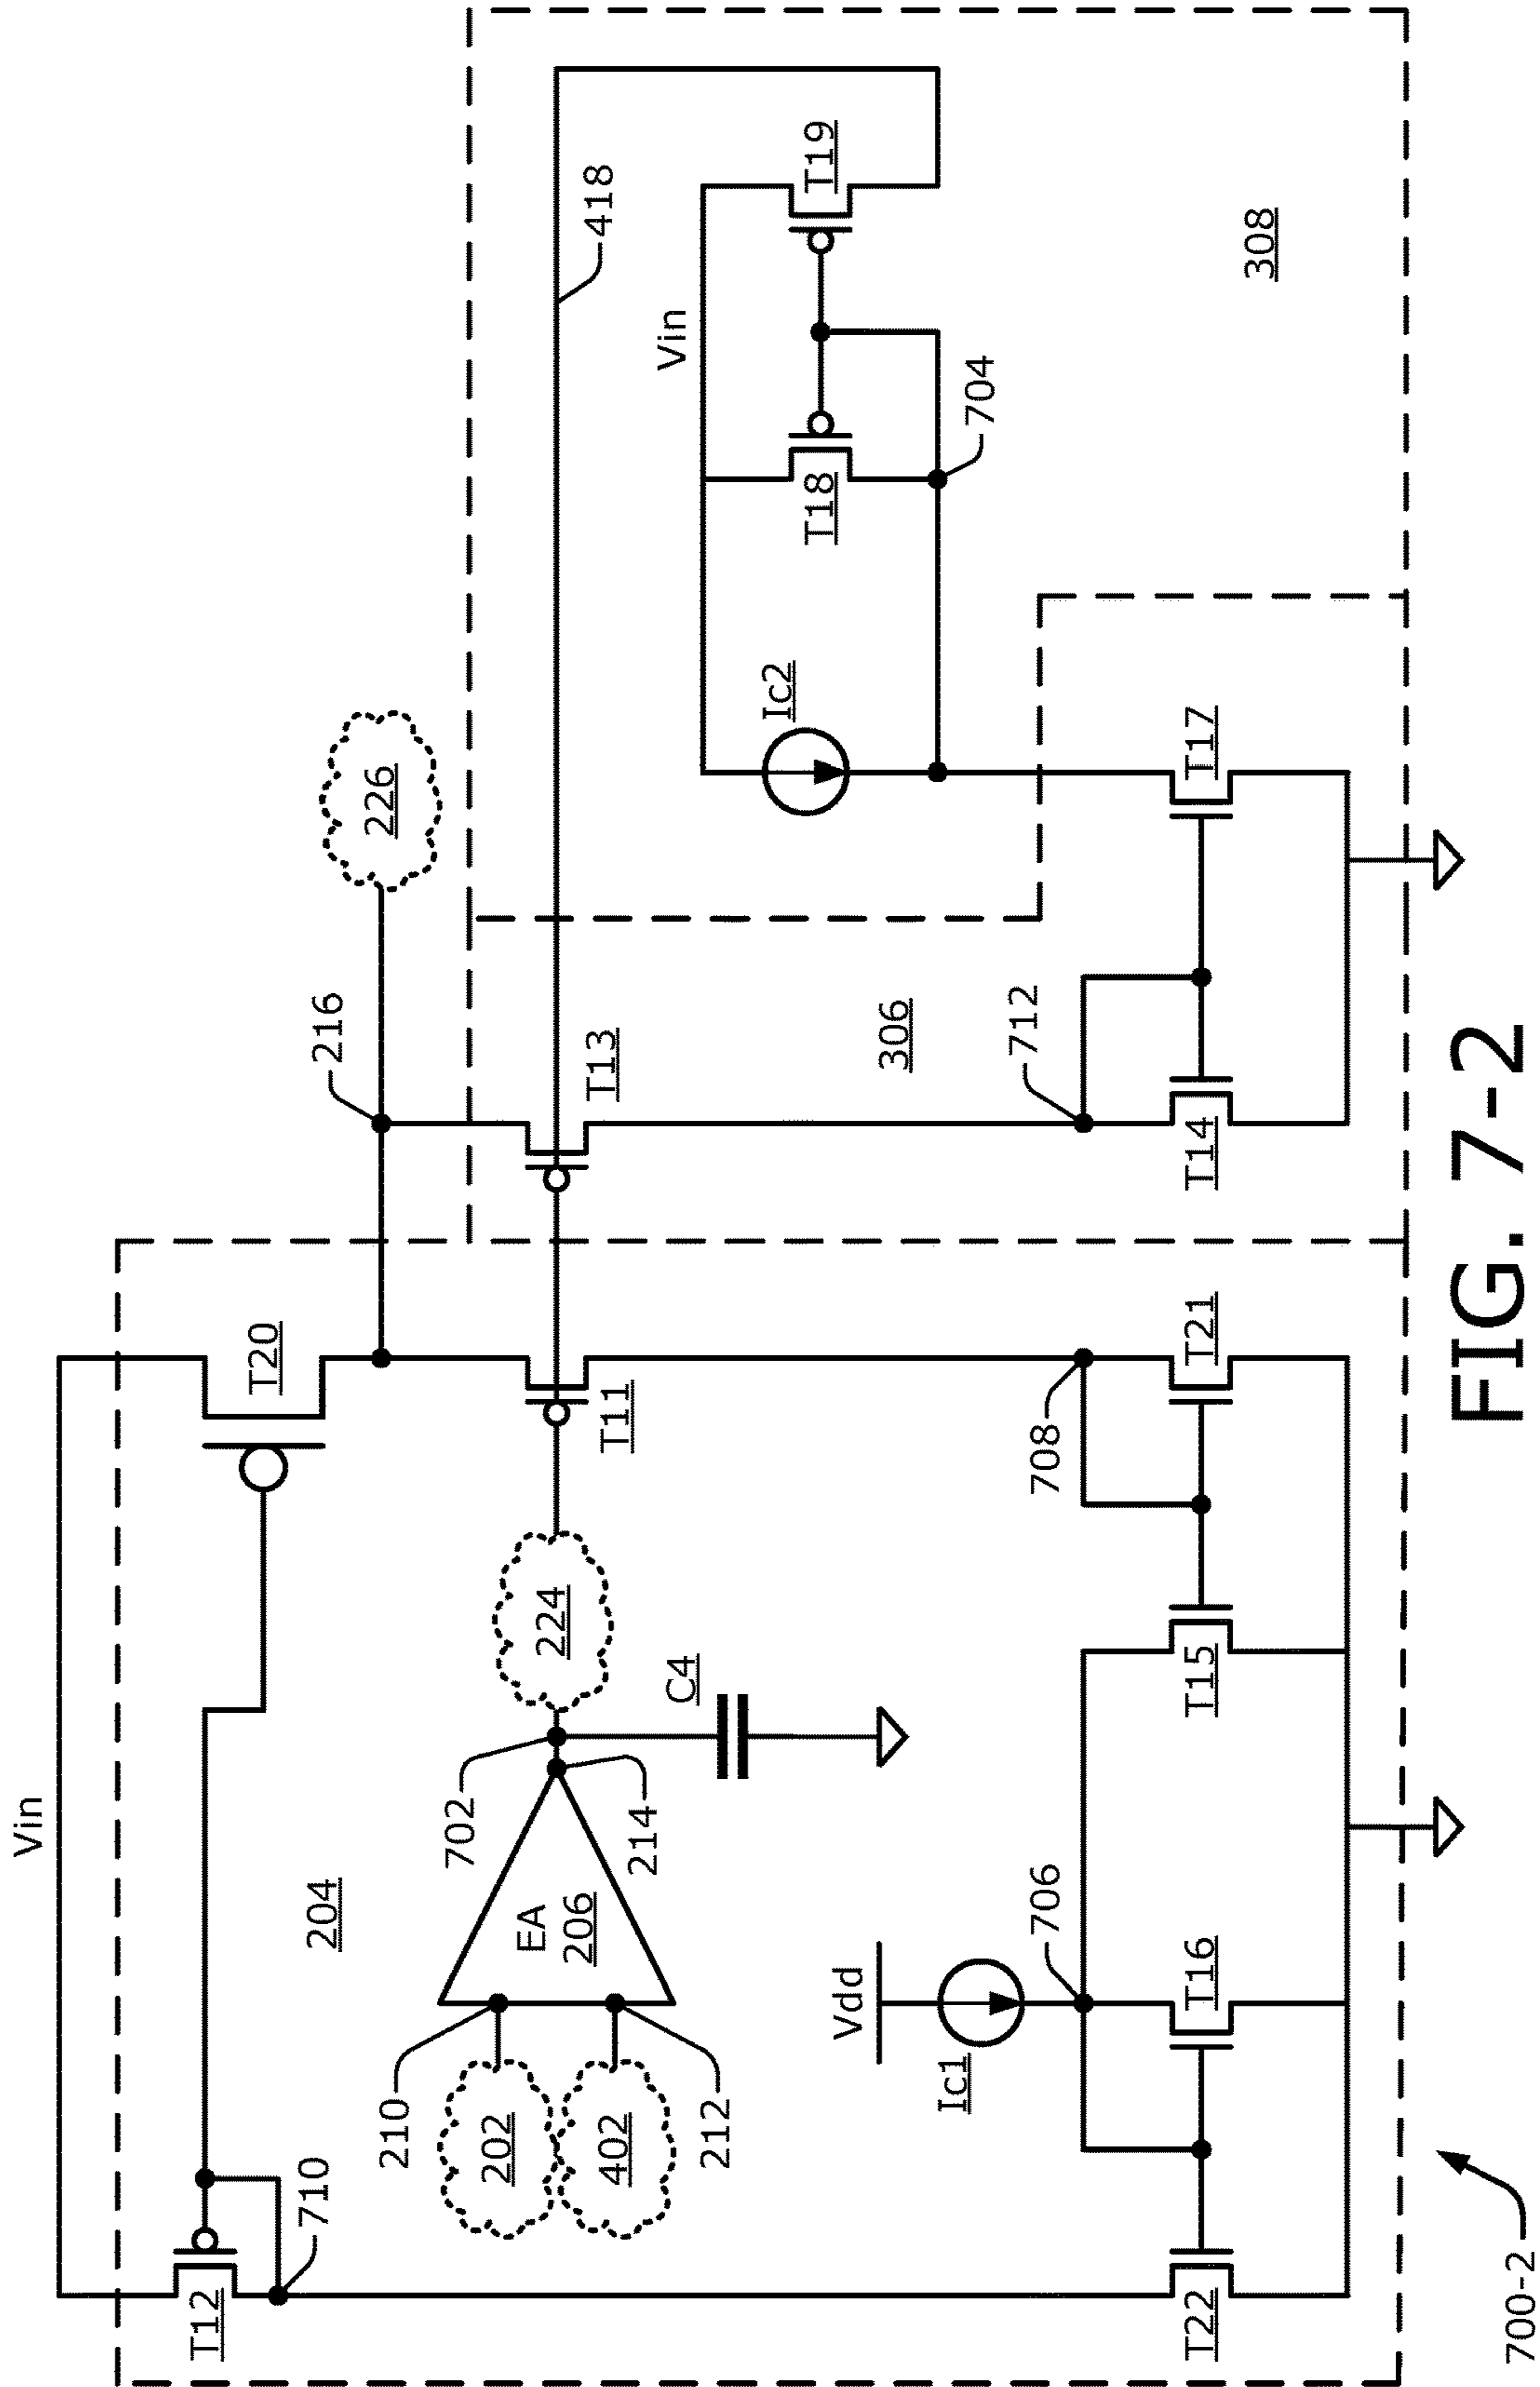 Vin
T12
710
T20
216
226
204
202
402
210
212
EA
206
702
214
224
C4
T11
T13
418
Vin
Ic2
T18
T19
704
308
306
Vdd
Ic1
706
708
712
T22
T16
T15
T21
T14
T17
700-2
FIG. 7-2